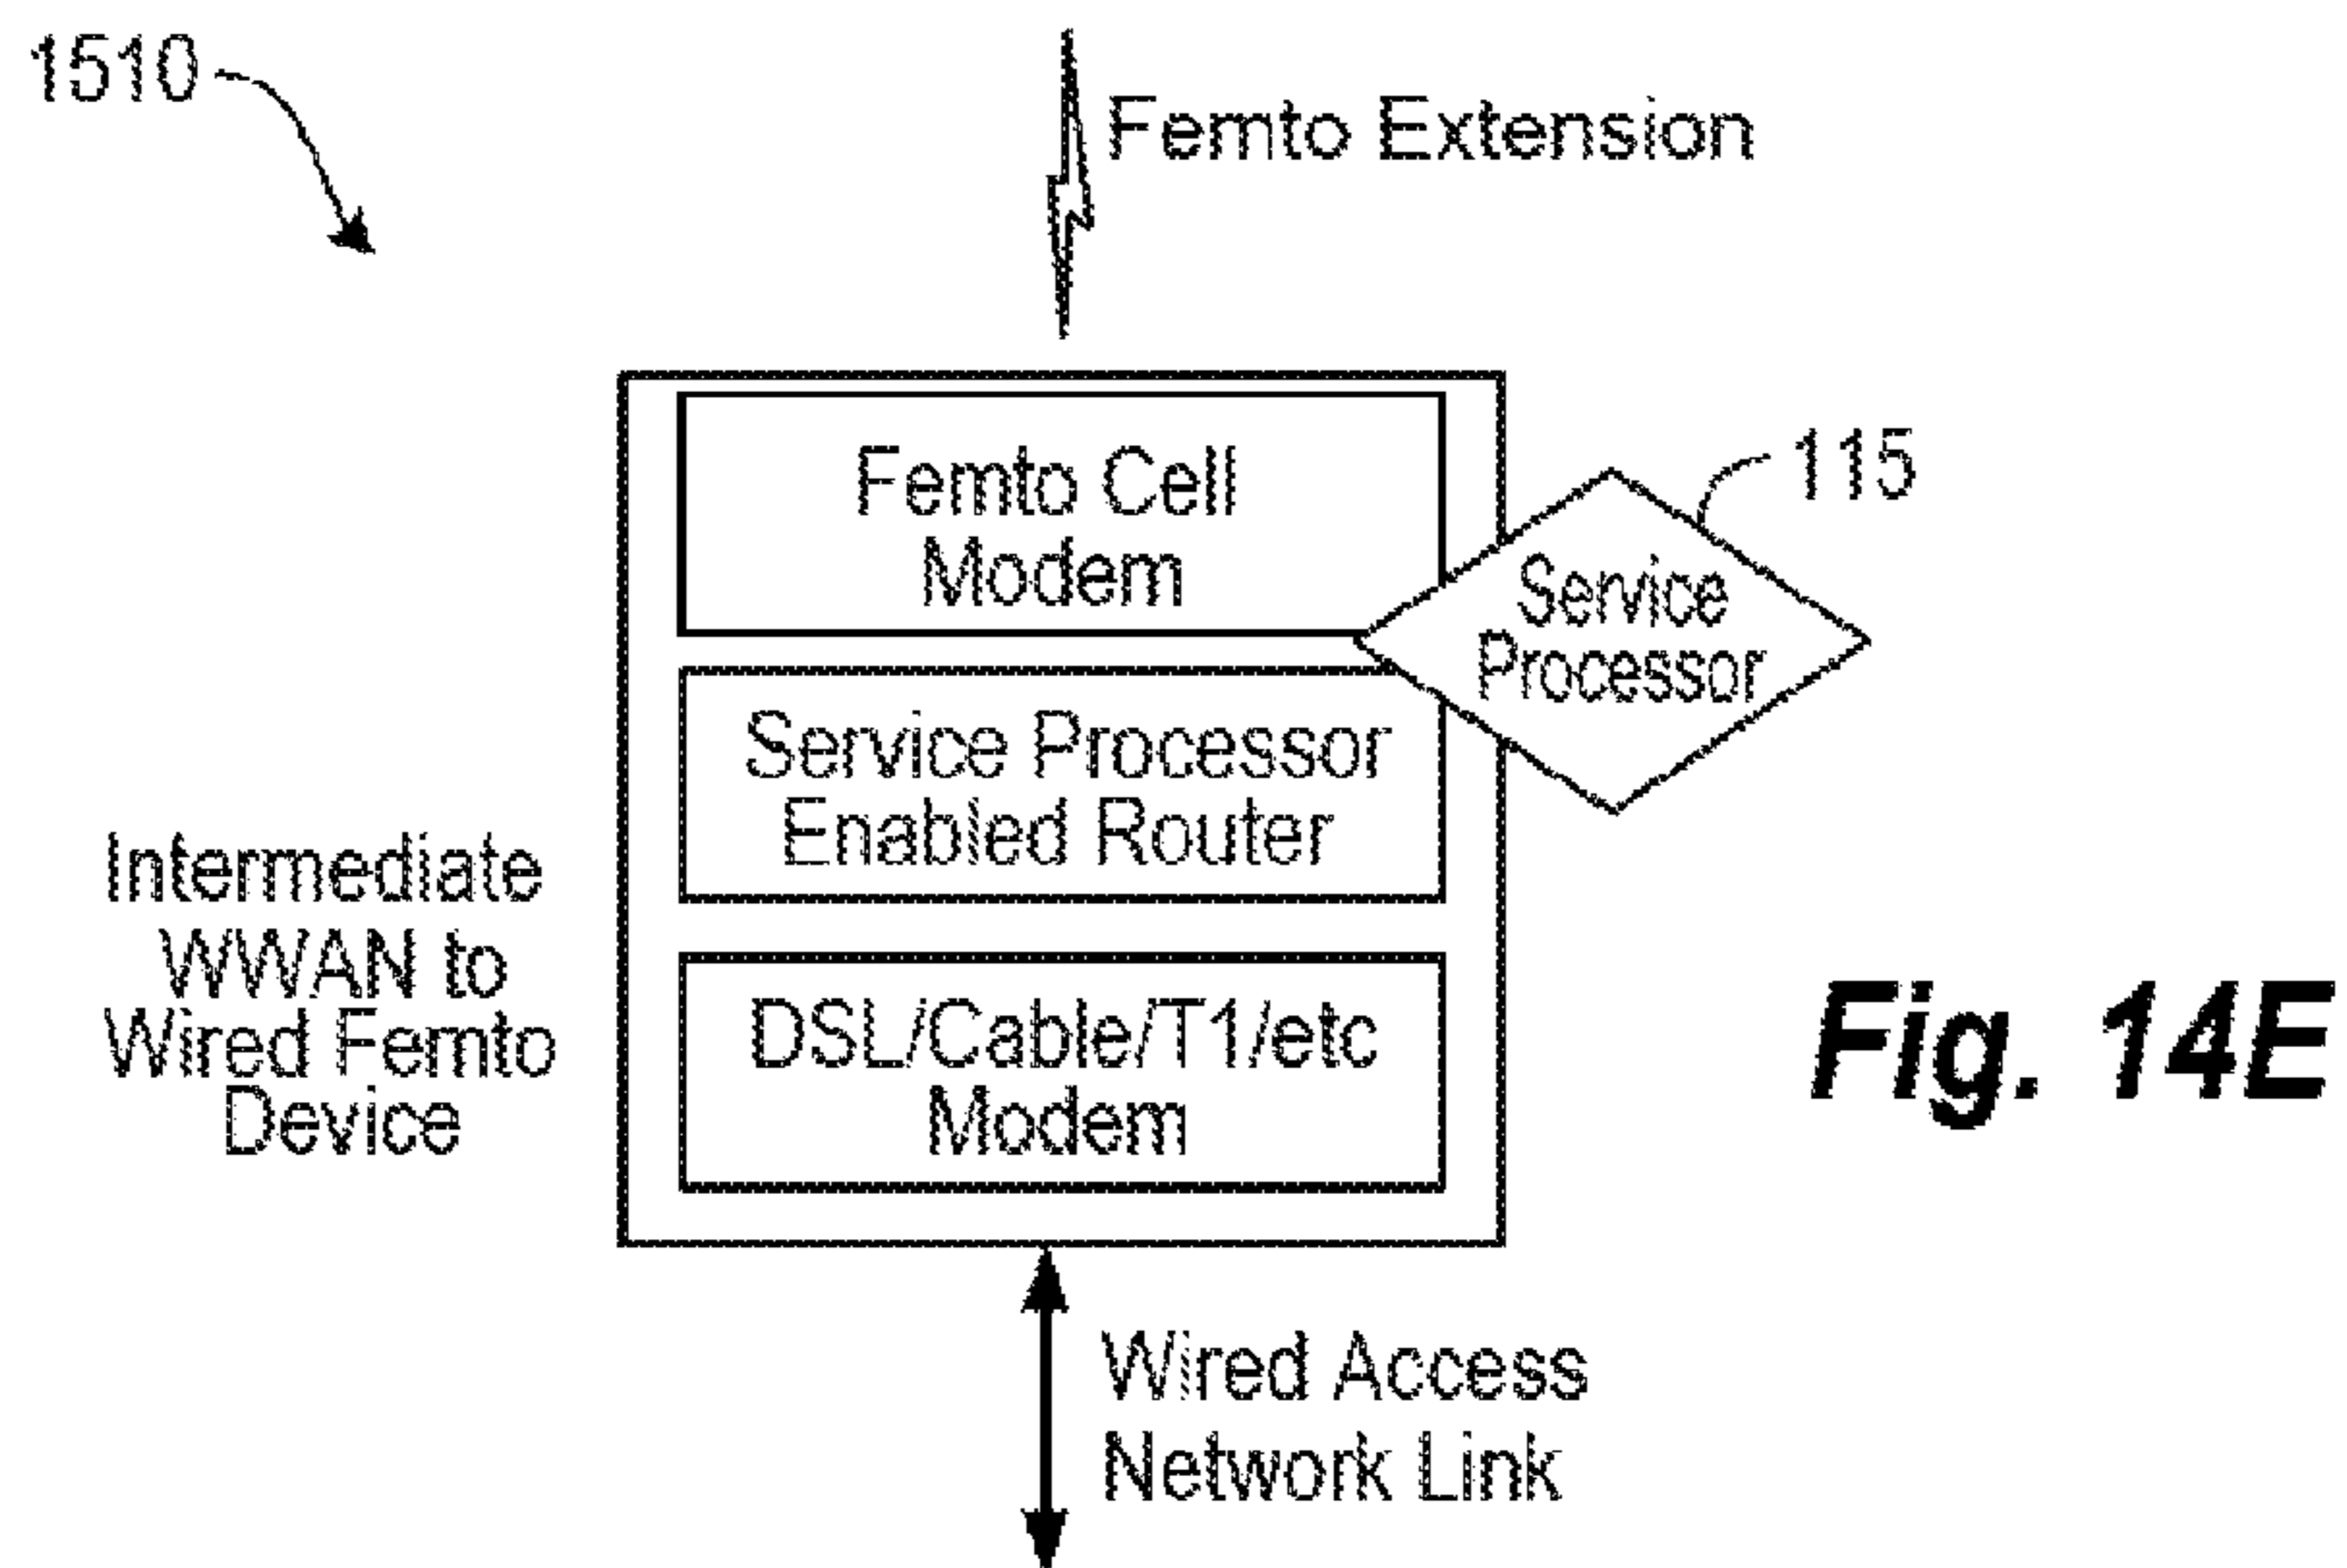 1510
Femto Extension
Femto Cell
Modem
115
Service
Processor
Service Processor
Enabled Router
Intermediate
WWAN to
Wired Femto
Device
DSL/Cable/T1/etc
Modem
Fig. 14E
Wired Access
Network Link